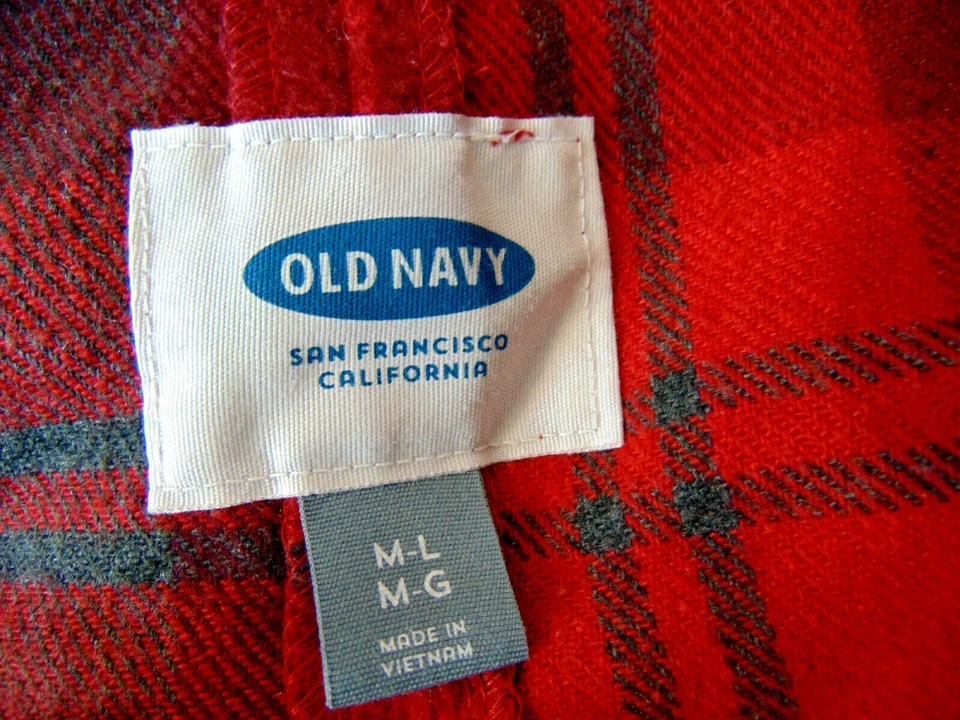 OLD NAVY
SAN FRANCISCO
CALIFORNIA
M-L
M-G
MADE IN
VIETNAM